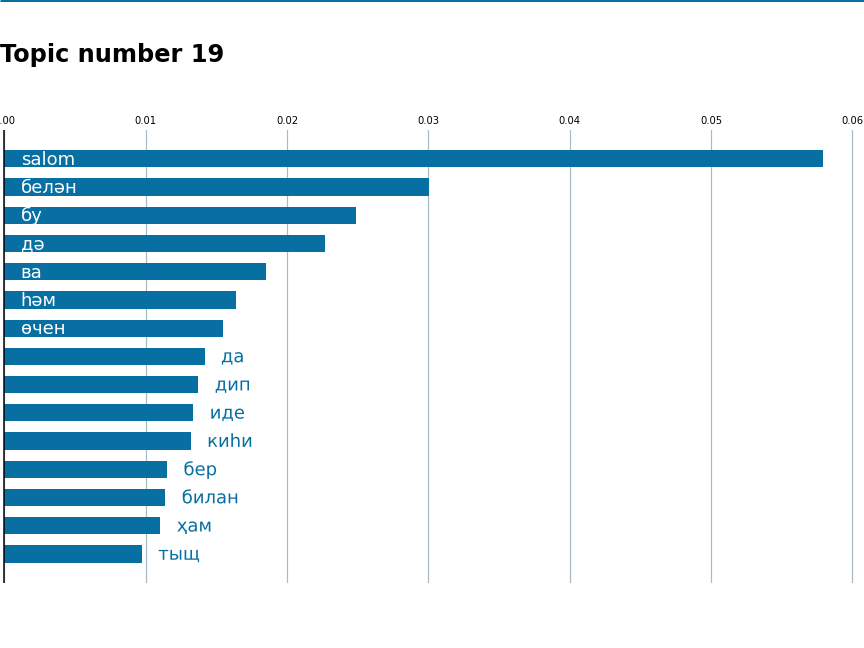 Topic number 19
.00 0.01 0.02 0.03 0.04 0.05 0.06
salom
белән
бу
дә
ва
һәм
өчен
да
дип
иде
киһи
бер
билан
ҳам
тыщ